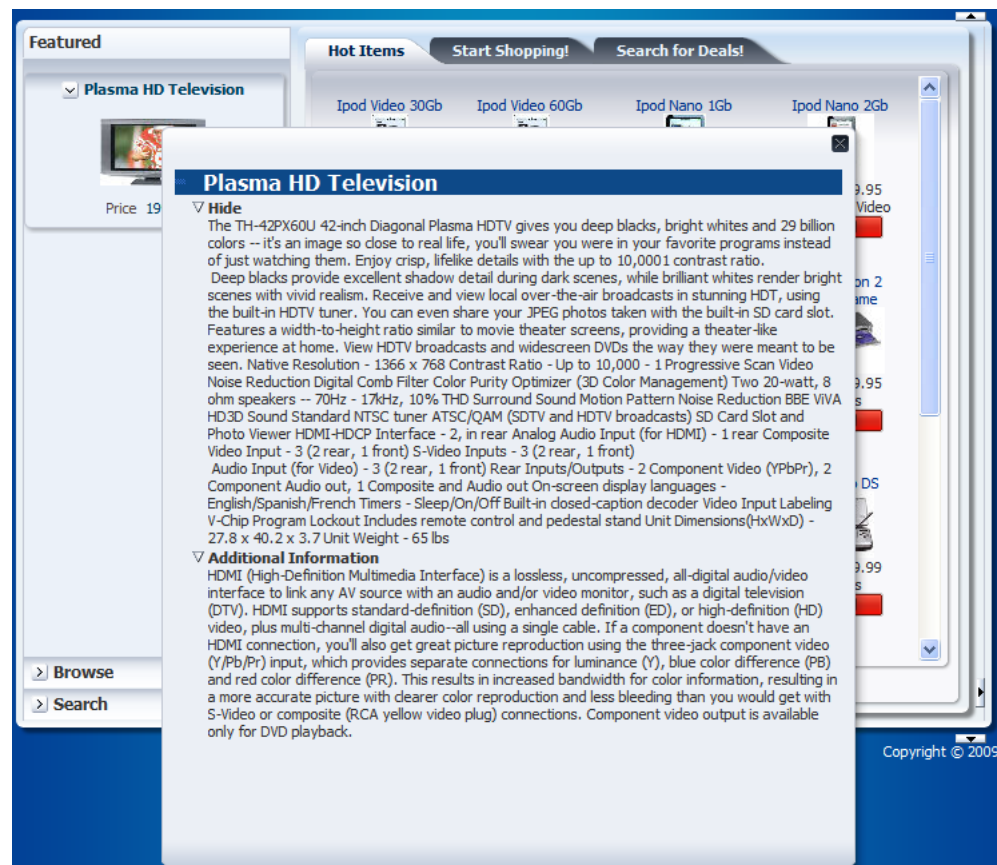 Featured
Hot Items
Start Shopping!
Search for Deals!
Plasma HD Television
Ipod Video 30Gb
Ipod Video 60Gb
Ipod Nano 1Gb
Ipod Nano 2Gb
Price 19
9.95
Video
on 2
ame
9.95
s
DS
9.99
s
Plasma HD Television
Hide
The TH-42PX60U 42-inch Diagonal Plasma HDTV gives you deep blacks, bright whites and 29 billion
colors -- it's an image so close to real life, you'll swear you were in your favorite programs instead
of just watching them. Enjoy crisp, lifelike details with the up to 10,0001 contrast ratio.
Deep blacks provide excellent shadow detail during dark scenes, while brilliant whites render bright
scenes with vivid realism. Receive and view local over-the-air broadcasts in stunning HDT, using
the built-in HDTV tuner. You can even share your JPEG photos taken with the built-in SD card slot.
Features a width-to-height ratio similar to movie theater screens, providing a theater-like
experience at home. View HDTV broadcasts and widescreen DVDs the way they were meant to be
seen. Native Resolution - 1366 x 768 Contrast Ratio - Up to 10,000 - 1 Progressive Scan Video
Noise Reduction Digital Comb Filter Color Purity Optimizer (3D Color Management) Two 20-watt, 8
ohm speakers -- 70Hz - 17kHz, 10% THD Surround Sound Motion Pattern Noise Reduction BBE ViVA
HD3D Sound Standard NTSC tuner ATSC/QAM (SDTV and HDTV broadcasts) SD Card Slot and
Photo Viewer HDMI-HDCP Interface - 2, in rear Analog Audio Input (for HDMI) - 1 rear Composite
Video Input - 3 (2 rear, 1 front) S-Video Inputs - 3 (2 rear, 1 front)
Audio Input (for Video) - 3 (2 rear, 1 front) Rear Inputs/Outputs - 2 Component Video (YPbPr), 2
Component Audio out, 1 Composite and Audio out On-screen display languages -
English/Spanish/French Timers - Sleep/On/Off Built-in closed-caption decoder Video Input Labeling
V-Chip Program Lockout Includes remote control and pedestal stand Unit Dimensions(HxWxD) -
27.8 x 40.2 x 3.7 Unit Weight - 65 lbs
Additional Information
HDMI (High-Definition Multimedia Interface) is a lossless, uncompressed, all-digital audio/video
interface to link any AV source with an audio and/or video monitor, such as a digital television
(DTV). HDMI supports standard-definition (SD), enhanced definition (ED), or high-definition (HD)
video, plus multi-channel digital audio--all using a single cable. If a component doesn't have an
HDMI connection, you'll also get great picture reproduction using the three-jack component video
(Y/Pb/Pr) input, which provides separate connections for luminance (Y), blue color difference (PB)
and red color difference (PR). This results in increased bandwidth for color information, resulting in
a more accurate picture with clearer color reproduction and less bleeding than you would get with
S-Video or composite (RCA yellow video plug) connections. Component video output is available
only for DVD playback.
Browse
Search
Copyright © 2009